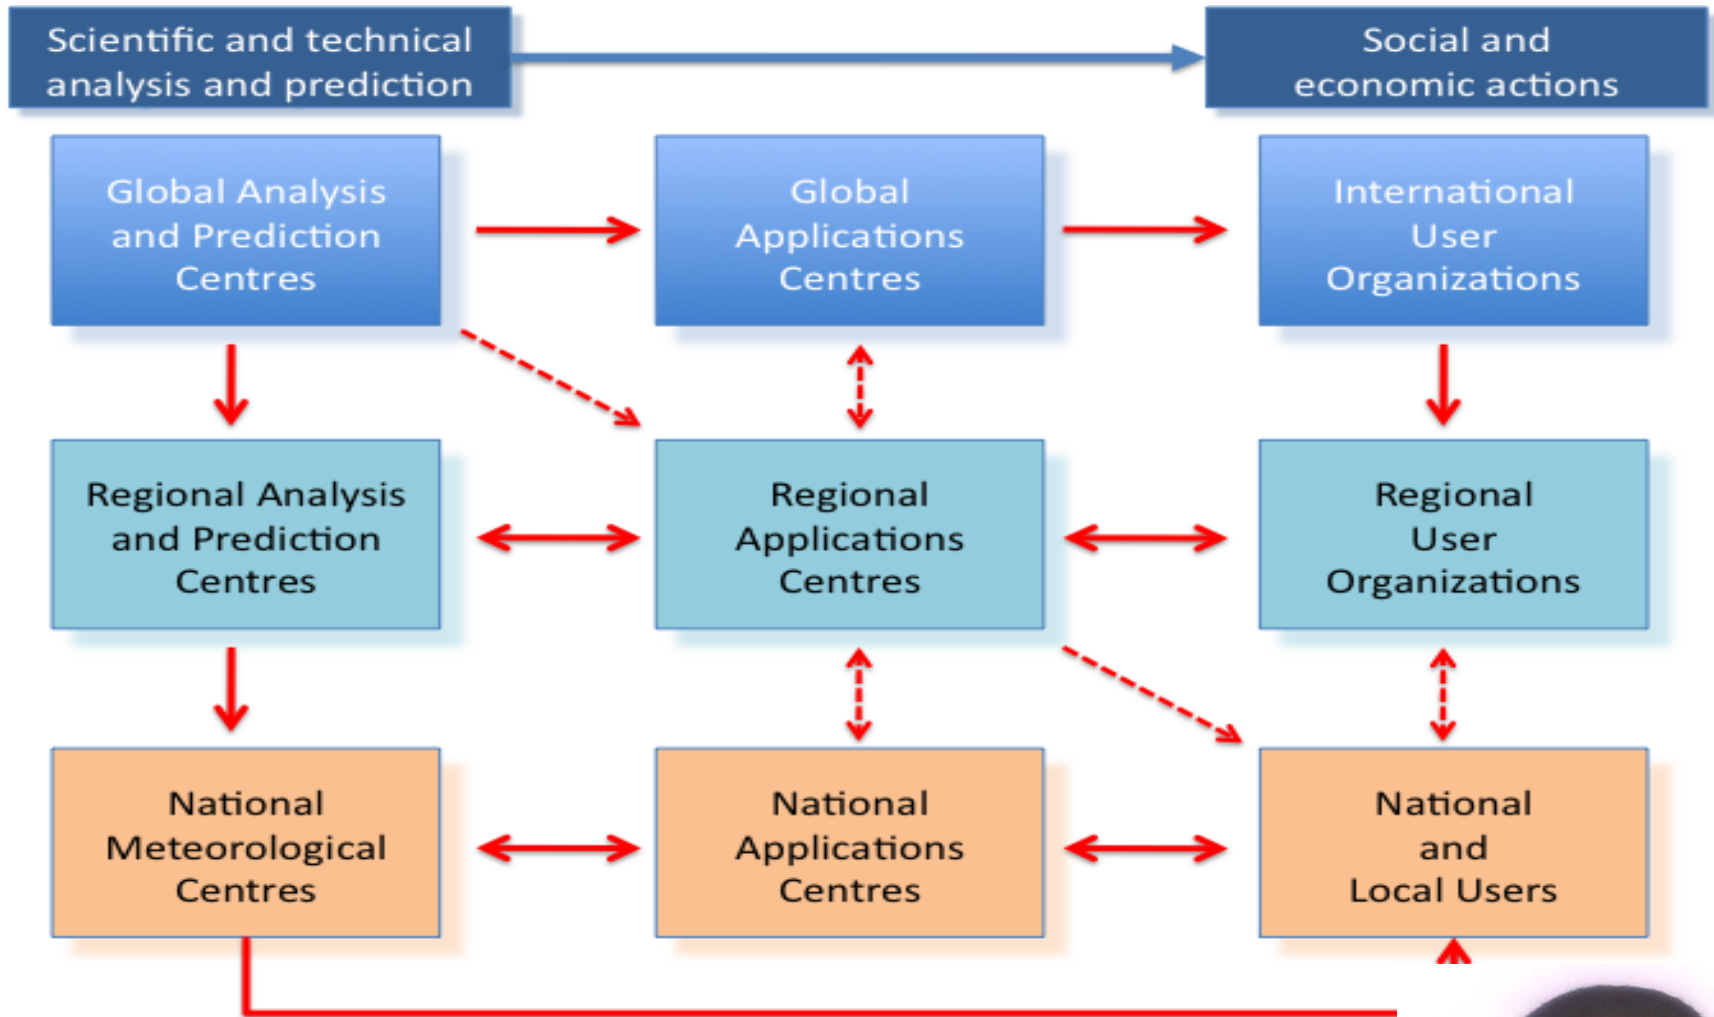 Scientific and technical
analysis and prediction
Social and
economic actions
Global Analysis
and Prediction
Centres
Global
Applications
Centres
International
User
Organizations
Regional Analysis
and Prediction
Centres
Regional
Applications
Centres
Regional
User
Organizations
National
Meteorological
Centres
National
Applications
Centres
National
and
Local Users